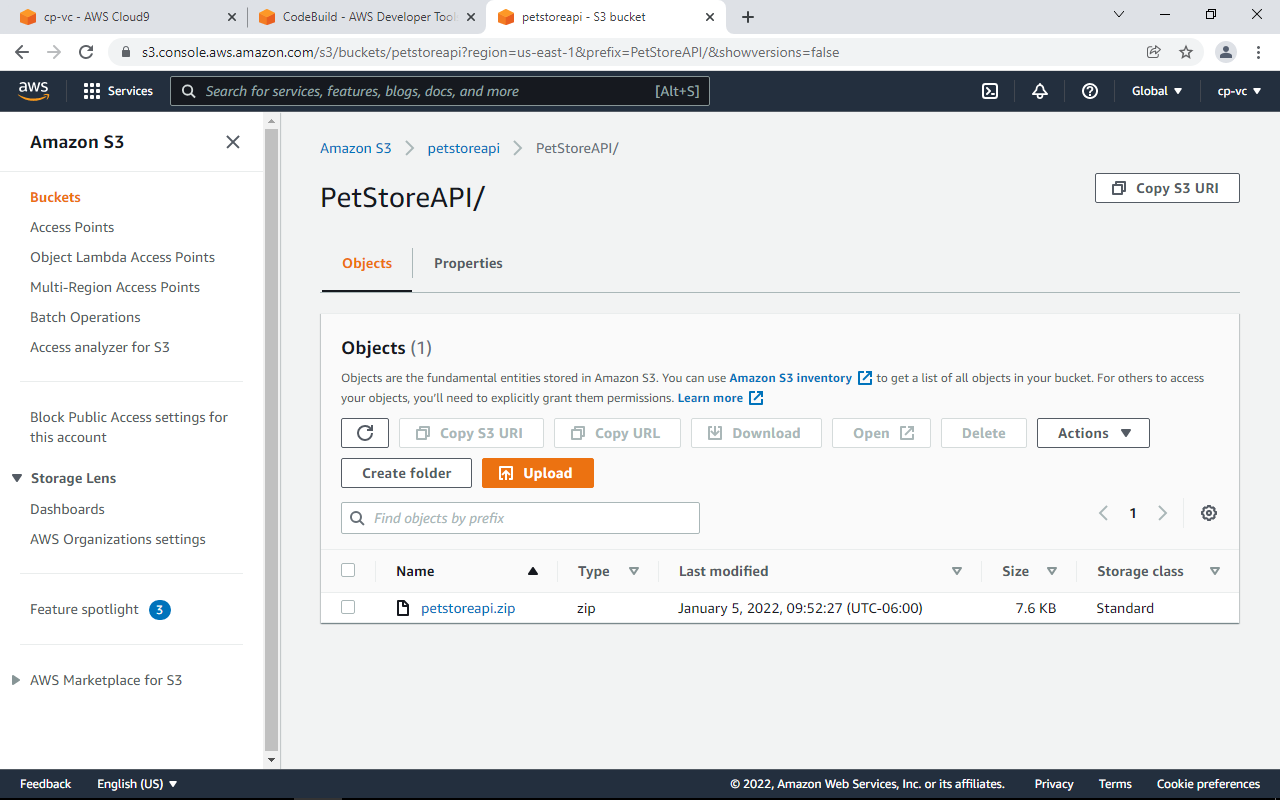 cp-vc - AWS Cloud9
CodeBuild - AWS Developer Tool
petstoreapi - S3 bucket
s3.console.aws.amazon.com/s3/buckets/petstoreapi?region=us-east-1&prefix=PetStoreAPI/&showversions=false
aws
Services
Search for services, features, blogs, docs, and more
[Alt+S]
Global
cp-vc
Amazon S3
Buckets
Access Points
Object Lambda Access Points
Multi-Region Access Points
Batch Operations
Access analyzer for S3
Block Public Access settings for
this account
Storage Lens
Dashboards
AWS Organizations settings
Feature spotlight 3
AWS Marketplace for S3
Amazon S3
petstoreapi
PetStoreAPI/
PetStoreAPI/
Copy S3 URI
Objects
Properties
Objects (1)
Objects are the fundamental entities stored in Amazon S3. You can use Amazon S3 inventory to get a list of all objects in your bucket. For others to access
your objects, you'll need to explicitly grant them permissions. Learn more
Copy S3 URI
Copy URL
Download
Open
Delete
Actions
Create folder
Upload
Find objects by prefix
1
Name Type Last modified Size Storage class
petstoreapi.zip zip January 5, 2022, 09:52:27 (UTC-06:00) 7.6 KB Standard
Feedback
English (US)
© 2022, Amazon Web Services, Inc. or its affiliates.
Privacy
Terms
Cookie preferences